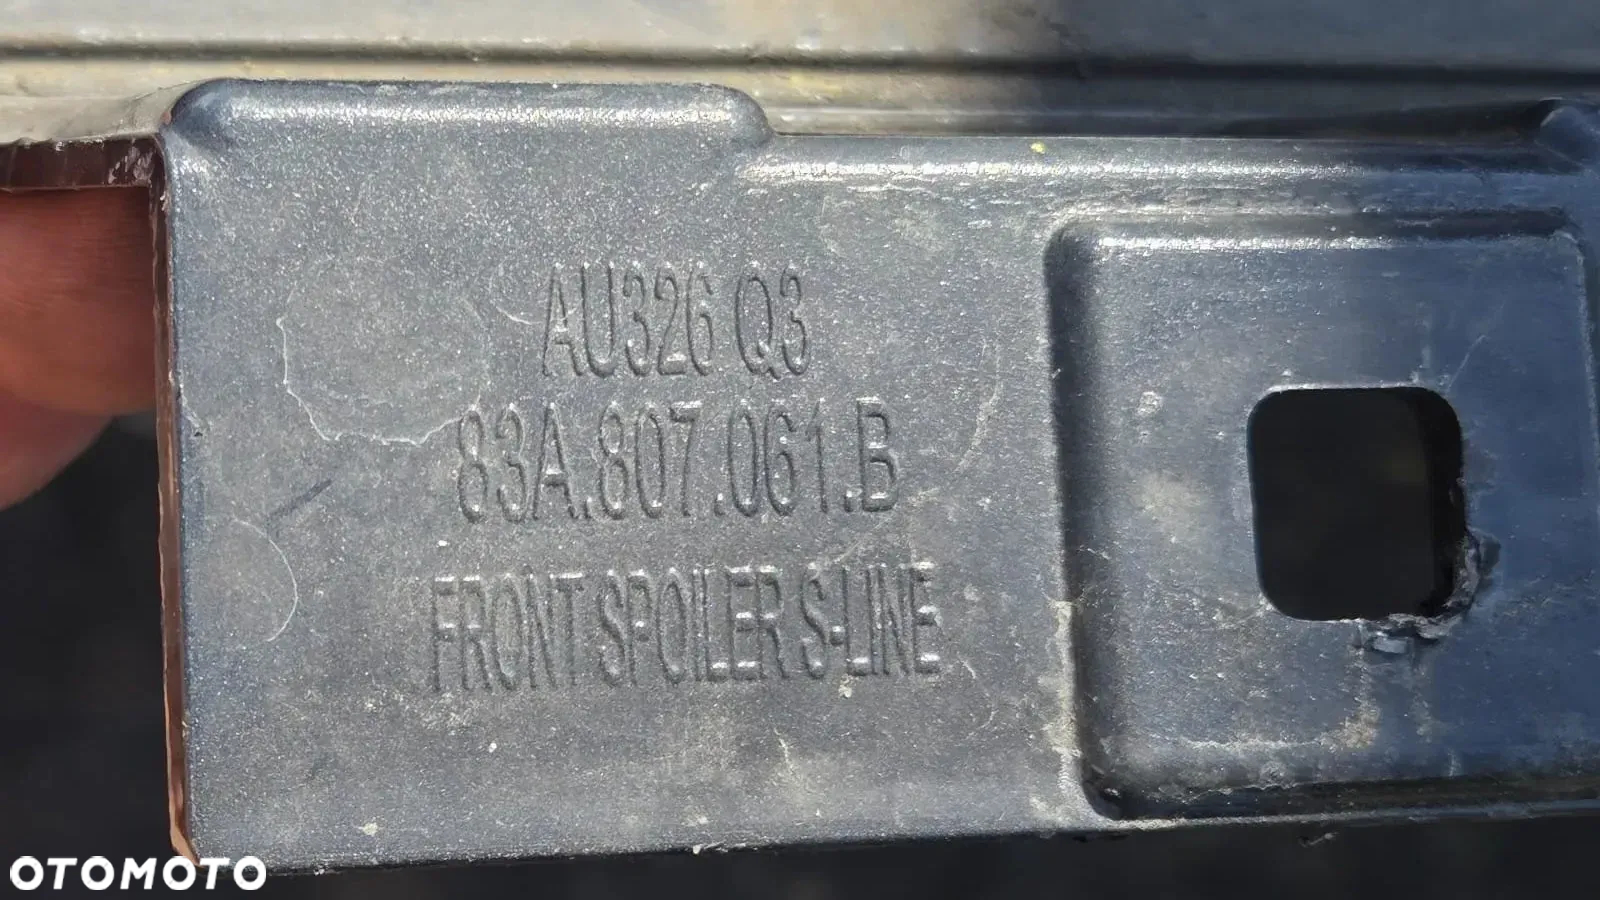 AU326 Q3
83A.807.061.B
FRONT SPOILER S-LINE
OTOMOTO